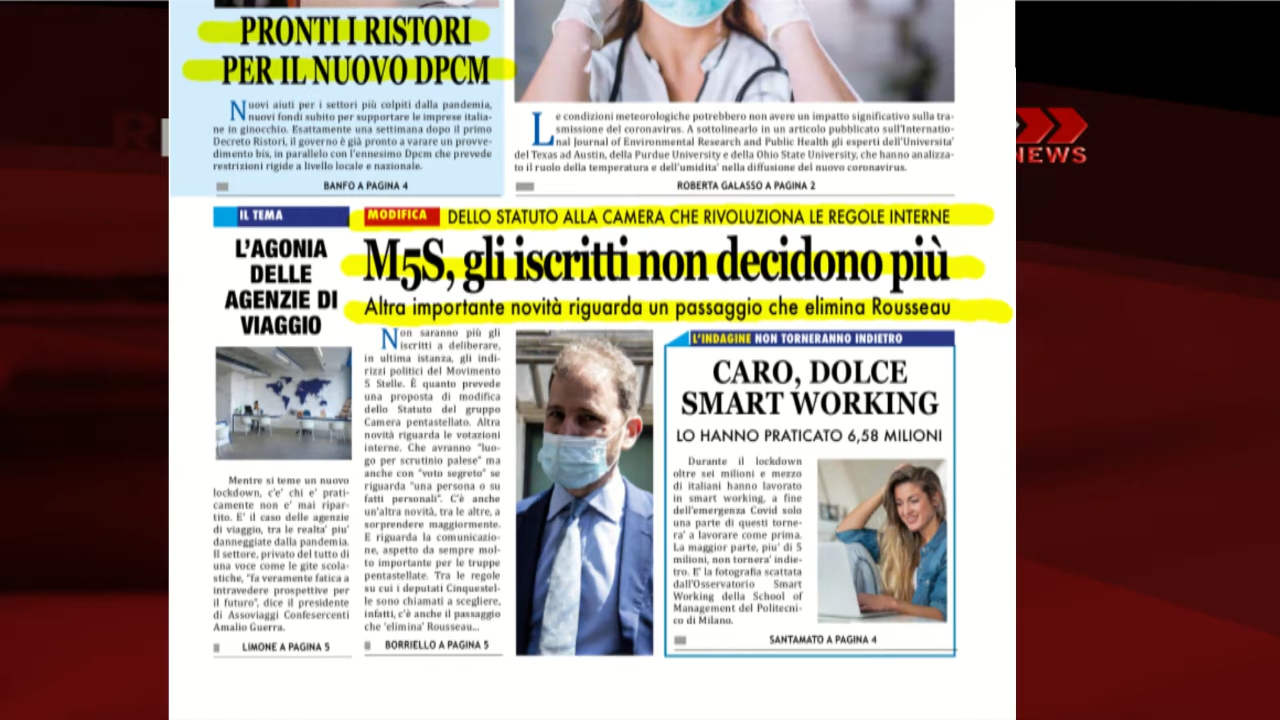 PRONTI I RISTORI
PER IL NUOVO DPCM
Nuovi aiuti per i settori più colpiti dalla pandemia,
nuovi fondi subito per supportare le imprese italia-
ne in ginocchio. Esattamente una settimana dopo il primo
Decreto Ristori, il governo è già pronto a varare un provve-
dimento bis, in parallelo con l'ennesimo Dpcm che prevede
restrizioni rigide a livello locale e nazionale.
BANFO A PAGINA 4
Le condizioni meteorologiche potrebbero non avere un impatto significativo sulla tra-
smissione del coronavirus. A sottolinearlo in un articolo pubblicato sull'Internatio-
nal Journal of Environmental Research and Public Health gli esperti dell'Universita'
del Texas ad Austin, della Purdue University e della Ohio State University, che hanno analizza-
to il ruolo della temperatura e dell'umidita' nella diffusione del nuovo coronavirus.
ROBERTA GALASSO A PAGINA 2
NEWS
IL TEMA
L'AGONIA
DELLE
AGENZIE DI
VIAGGIO
Mentre si teme un nuovo
lockdown, c'e' chi e' prati-
camente non e' mai ripar-
tito. E' il caso delle agenzie
di viaggio, tra le realta' piu'
danneggiate dalla pandemia.
Il settore, privato del tutto di
una voce come le gite scola-
stiche, "fa veramente fatica a
intravedere prospettive per
il futuro", dice il presidente
di Assoviaggi Confesercenti
Amalio Guerra.
LIMONE A PAGINA 5
MODIFICA DELLO STATUTO ALLA CAMERA CHE RIVOLUZIONA LE REGOLE INTERNE
M5S, gli iscritti non decidono più
Altra importante novità riguarda un passaggio che elimina Rousseau
Non saranno più gli
iscritti a deliberare,
in ultima istanza, gli indi-
rizzi politici del Movimento
5 Stelle. È quanto prevede
una proposta di modifica
dello Statuto del gruppo
Camera pentastellato. Altra
novità riguarda le votazioni
interne. Che avranno "luo-
go per scrutinio palese" ma
anche con "voto segreto" se
riguarda "una persona o su
fatti personali". C'è anche
un'altra novità, tra le altre, a
sorprendere maggiormente.
E riguarda la comunicazio-
ne, aspetto da sempre mol-
to importante per le truppe
pentastellate. Tra le regole
su cui i deputati Cinquestel-
le sono chiamati a scegliere,
infatti, c'è anche il passaggio
che 'elimina' Rousseau...
BORRIELLO A PAGINA 5
L'INDAGINE NON TORNERANNO INDIETRO
CARO, DOLCE
SMART WORKING
LO HANNO PRATICATO 6,58 MILIONI
Durante il lockdown
oltre sei milioni e mezzo
di italiani hanno lavorato
in smart working, a fine
dell'emergenza Covid solo
una parte di questi torne-
ra' a lavorare come prima.
La maggior parte, piu' di 5
milioni, non tornera' indie-
tro. E' la fotografia scattata
dall'Osservatorio Smart
Working della School of
Management del Politecni-
co di Milano.
SANTAMATO A PAGINA 4